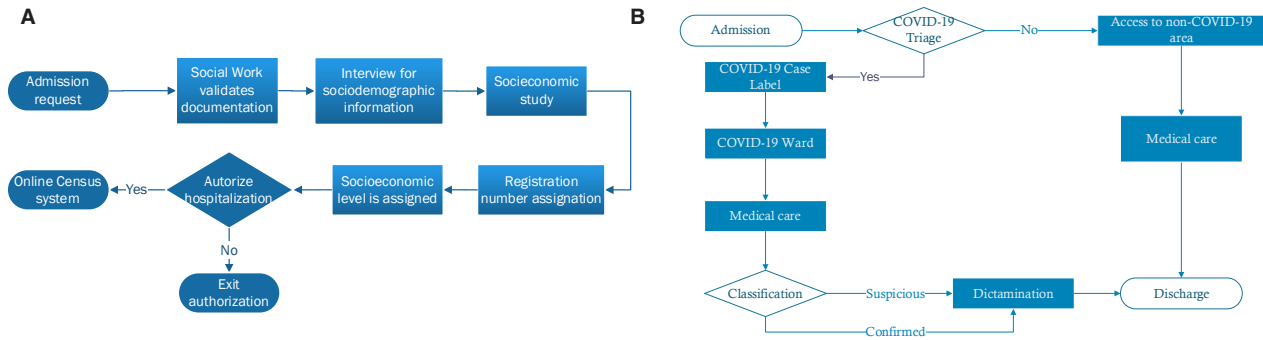 A
Admission
request
Social Work
validates
documentation
Interview for
sociodemographic
information
Socieconomic
study
Online Census
system
Yes
Autorize
hospitalization
Socioeconomic
level is assigned
Registration
number assignation
No
Exit
authorization
B
Admission
COVID-19
Triage
No
Access to non-COVID-19
area
COVID-19 Case
Label
Yes
COVID-19 Ward
Medical care
Medical care
Classification
Suspicious
Dictamination
Discharge
Confirmed